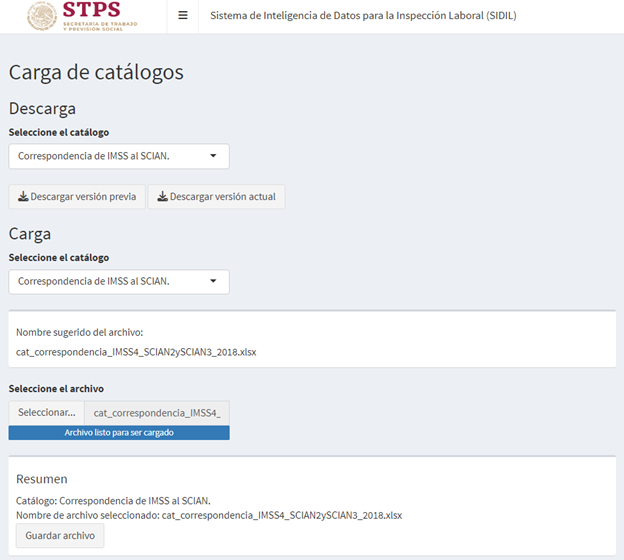 STPS
SECRETARÍA DE TRABAJO
Y PREVISIÓN SOCIAL
Sistema de Inteligencia de Datos para la Inspección Laboral (SIDIL)
Carga de catálogos
Descarga
Seleccione el catálogo
Correspondencia de IMSS al SCIAN.
Descargar versión previa
Descargar versión actual
Carga
Seleccione el catálogo
Correspondencia de IMSS al SCIAN.
Nombre sugerido del archivo:
cat_correspondencia_IMSS4_SCIAN2ySCIAN3_2018.xlsx
Seleccione el archivo
Seleccionar... cat_correspondencia_IMSS4_
Archivo listo para ser cargado
Resumen
Catálogo: Correspondencia de IMSS al SCIAN.
Nombre de archivo seleccionado: cat_correspondencia_IMSS4_SCIAN2ySCIAN3_2018.xlsx
Guardar archivo